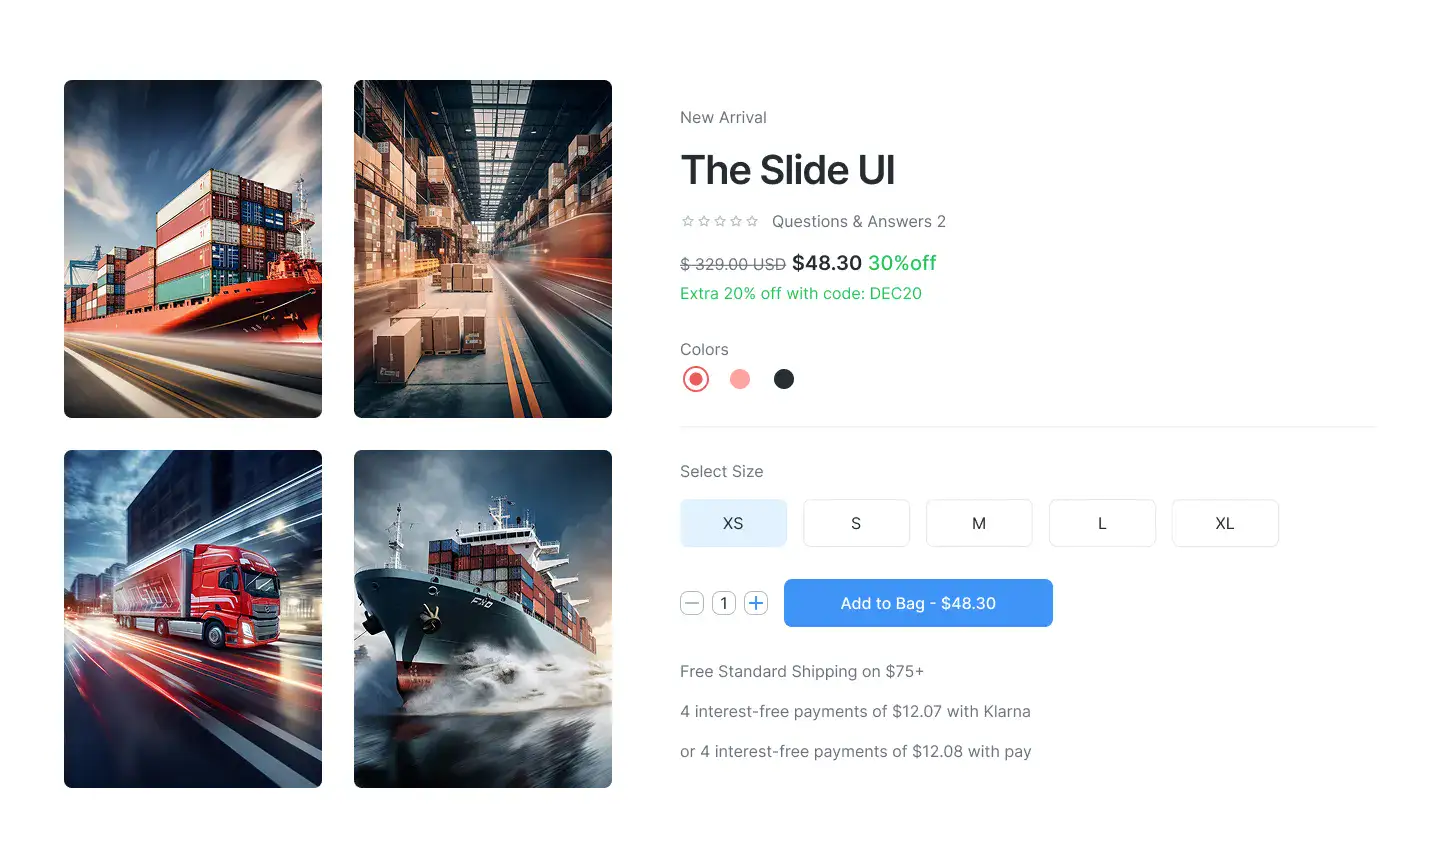 New Arrival
The Slide UI
Questions & Answers 2
$ 329.00 USD $48.30 30%off
Extra 20% off with code: DEC20
Colors
Select Size
XS S M L XL
1 Add to Bag - $48.30
Free Standard Shipping on $75+
4 interest-free payments of $12.07 with Klarna
or 4 interest-free payments of $12.08 with pay